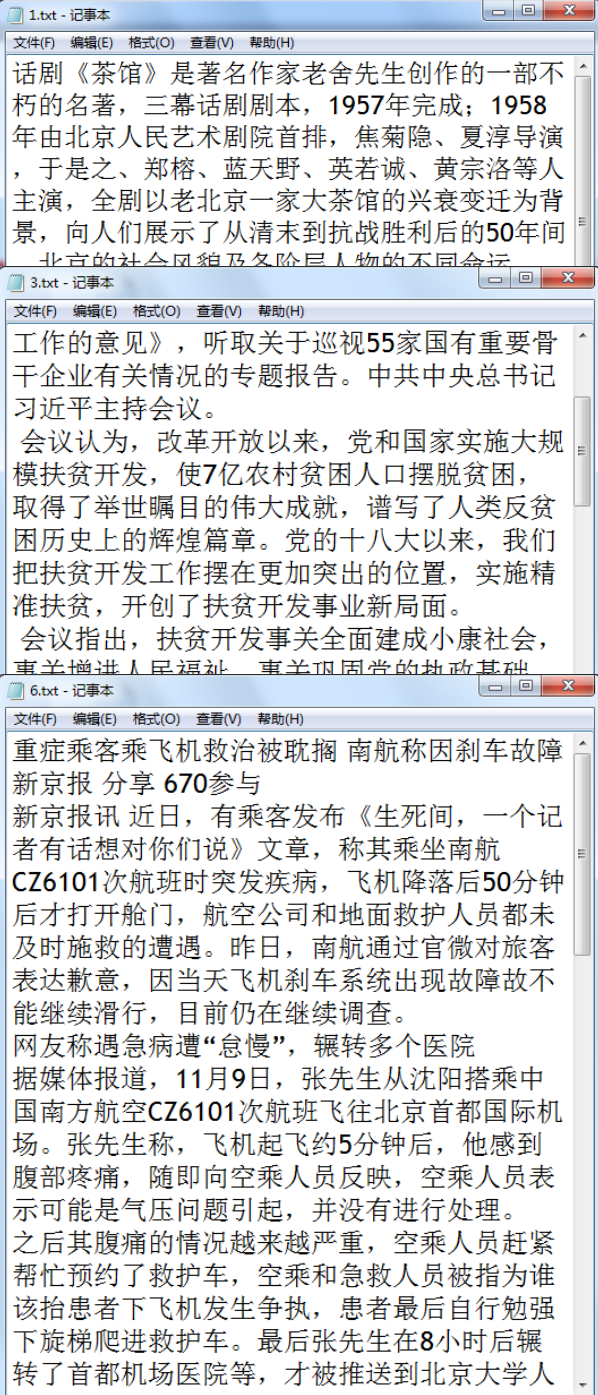 1.txt - 记事本
文件(F) 编辑(E) 格式(O) 查看(V) 帮助(H)
话剧《茶馆》是著名作家老舍先生创作的一部不
朽的名著，三幕话剧剧本，1957年完成；1958
年由北京人民艺术剧院首排，焦菊隐、夏淳导演
，于是之、郑榕、蓝天野、英若诚、黄宗洛等人
主演，全剧以老北京一家大茶馆的兴衰变迁为背
景，向人们展示了从清末到抗战胜利后的50年间
，北京的社会风貌及各阶层人物的不同命运
3.txt - 记事本
文件(F) 编辑(E) 格式(O) 查看(V) 帮助(H)
工作的意见》，听取关于巡视55家国有重要骨
干企业有关情况的专题报告。中共中央总书记
习近平主持会议。
会议认为，改革开放以来，党和国家实施大规
模扶贫开发，使7亿农村贫困人口摆脱贫困，
取得了举世瞩目的伟大成就，谱写了人类反贫
困历史上的辉煌篇章。党的十八大以来，我们
把扶贫开发工作摆在更加突出的位置，实施精
准扶贫，开创了扶贫开发事业新局面。
会议指出，扶贫开发事关全面建成小康社会，
事关增进人民福祉，事关巩固党的执政基础
6.txt - 记事本
文件(F) 编辑(E) 格式(O) 查看(V) 帮助(H)
重症乘客乘飞机救治被耽搁 南航称因刹车故障
新京报 分享 670参与
新京报讯 近日，有乘客发布《生死间，一个记
者有话想对你们说》文章，称其乘坐南航
CZ6101次航班时突发疾病，飞机降落后50分钟
后才打开舱门，航空公司和地面救护人员都未
及时施救的遭遇。昨日，南航通过官微对旅客
表达歉意，因当天飞机刹车系统出现故障故不
能继续滑行，目前仍在继续调查。
网友称遇急病遭“怠慢”，辗转多个医院
据媒体报道，11月9日，张先生从沈阳搭乘中
国南方航空CZ6101次航班飞往北京首都国际机
场。张先生称，飞机起飞约5分钟后，他感到
腹部疼痛，随即向空乘人员反映，空乘人员表
示可能是气压问题引起，并没有进行处理。
之后其腹痛的情况越来越严重，空乘人员赶紧
帮忙预约了救护车，空乘和急救人员被指为谁
该抬患者下飞机发生争执，患者最后自行勉强
下旋梯爬进救护车。最后张先生在8小时后辗
转了首都机场医院等，才被推送到北京大学人